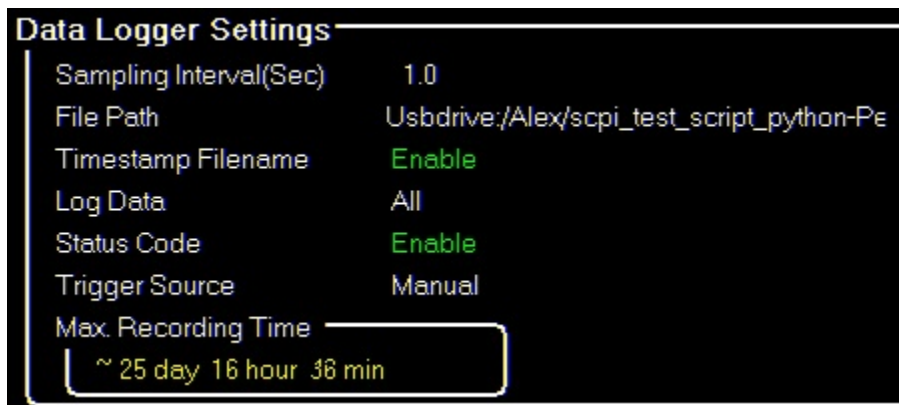 Data Logger Settings
Sampling Interval(Sec) 1.0
File Path Usbdrive:/Alex/scpi_test_script_python-Pe
Timestamp Filename Enable
Log Data All
Status Code Enable
Trigger Source Manual
Max. Recording Time
~ 25 day 16 hour 36 min